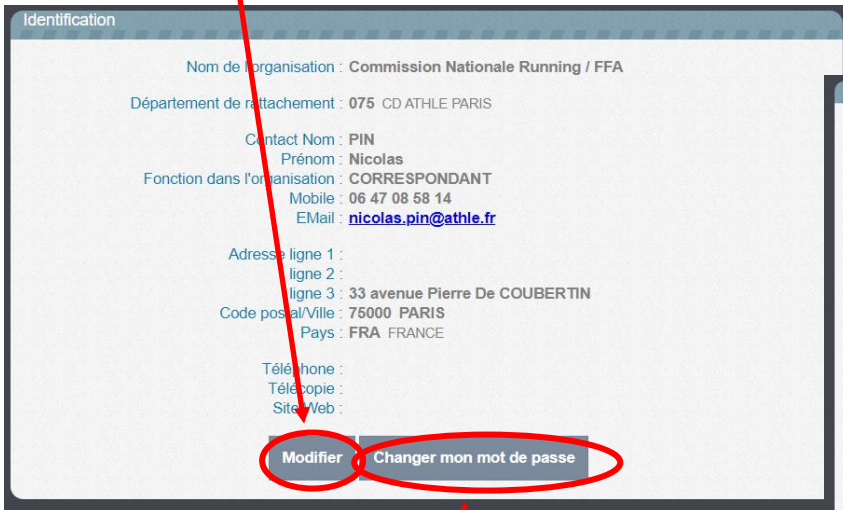 Identification
Nom de l'organisation : Commission Nationale Running / FFA
Département de rattachement : 075 CD ATHLE PARIS
Contact Nom : PIN
Prénom : Nicolas
Fonction dans l'organisation : CORRESPONDANT
Mobile : 06 47 08 58 14
EMail : nicolas.pin@athle.fr
Adresse ligne 1 :
ligne 2 :
ligne 3 : 33 avenue Pierre De COUBERTIN
Code postal/Ville : 75000 PARIS
Pays : FRA FRANCE
Téléphone :
Télécopie :
Site Web :
Modifier Changer mon mot de passe